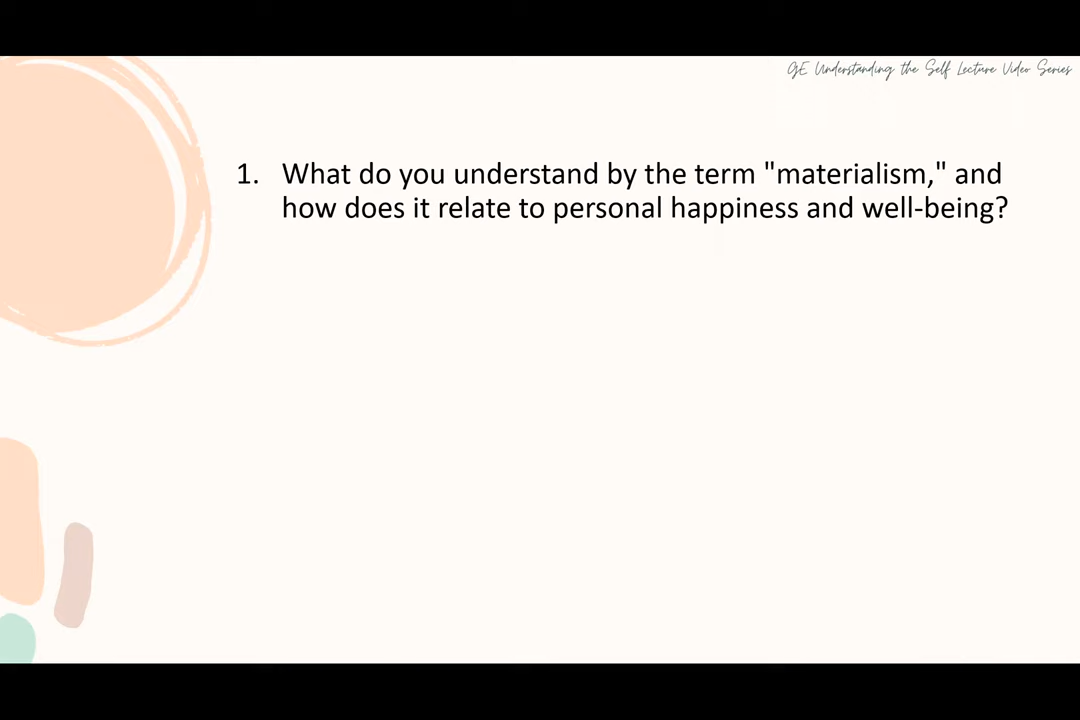 GE Understanding the Self Lecture Video Series
1. What do you understand by the term "materialism," and
how does it relate to personal happiness and well-being?